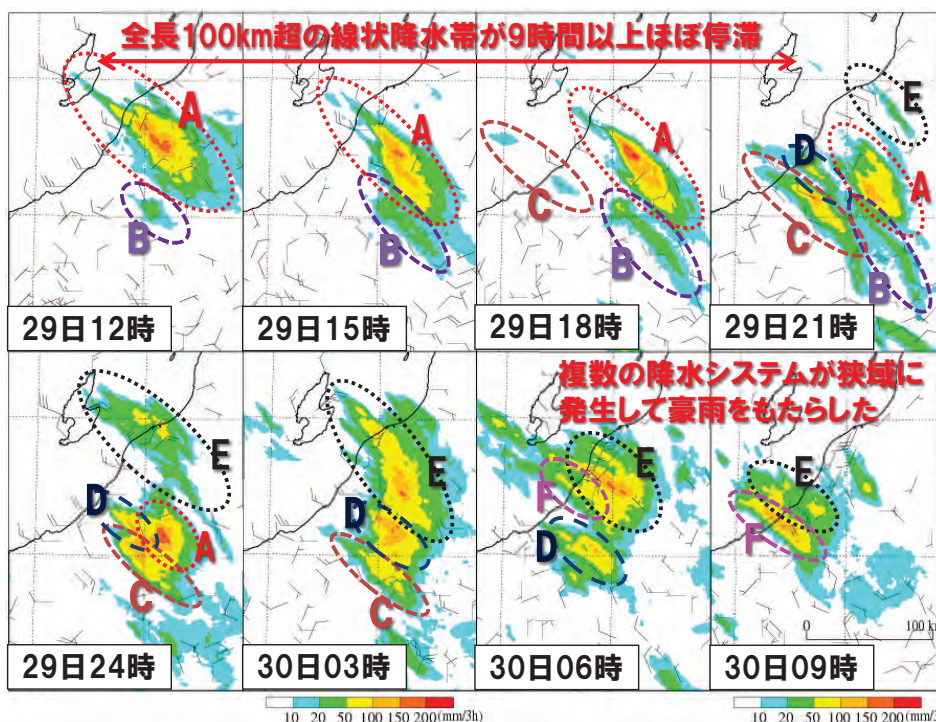 全長100km超の線状降水帯が9時間以上ほぼ停滞
A
B
29日12時
A
B
29日15時
A
C
B
29日18時
E
D
A
C
B
29日21時
E
D
A
C
29日24時
E
D
C
30日03時
E
F
D
30日06時
複数の降水システムが狭域に
発生して豪雨をもたらした
E
F
0 100 k
30日09時
10 20 50 100 150 200(mm/3h)
10 20 50 100 150 200(mm/